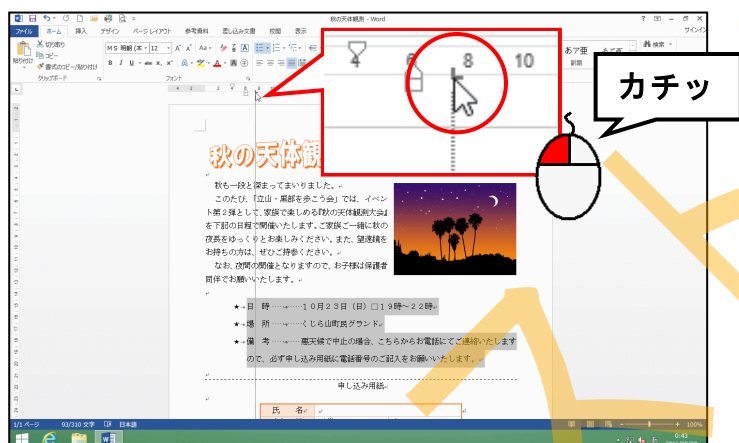 秋の天体観測 - Word
サインイン
ファイル ホーム 挿入 デザイン ページ レイアウト 参考資料 差し込み文書 校閲 表示
切り取り
コピー
書式のコピー/貼り付け
貼り付け
クリップボード
ＭＳ 明朝 (本 12
フォント
検索
4 6 8 10
カチッ
秋の天体観
秋も一段と深まってまいりました。
このたび、「立山・黒部を歩こう会」では、イベン
ト第２弾として、家族で楽しめる『秋の天体観測大会』
を下記の日程で開催いたします。ご家族ご一緒に秋の
夜長をゆっくりとお楽しみください。また、望遠鏡を
お持ちの方は、ぜひご持参ください。
なお、夜間の開催となりますので、お子様は保護者
同伴でお願いいたします。
★→日　時……→……１０月２３日（日）□１９時～２２時
★→場　所……→……くじら山町民グランド
★→備　考……→……悪天候で中止の場合、こちらからお電話にてご連絡いたします
ので、必ず申し込み用紙に電話番号のご記入をお願いいたします。
申し込み用紙
氏　名
1/1 ページ 93/310 文字 日本語
100%
0:43